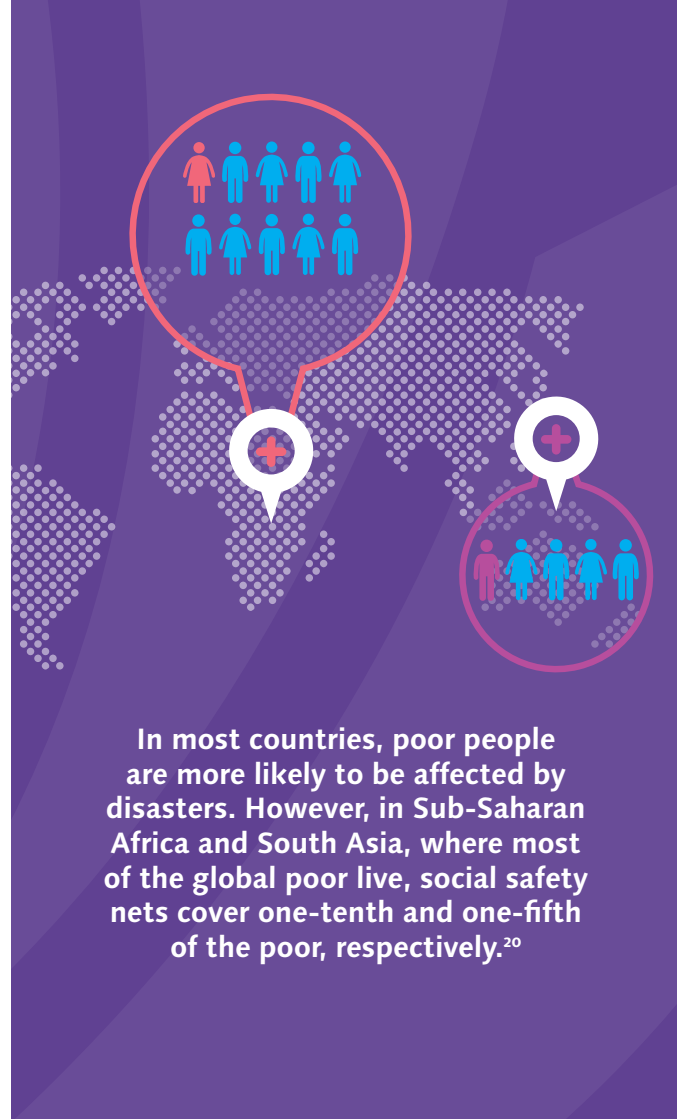 In most countries, poor people
are more likely to be affected by
disasters. However, in Sub-Saharan
Africa and South Asia, where most
of the global poor live, social safety
nets cover one-tenth and one-fifth
of the poor, respectively.²⁰